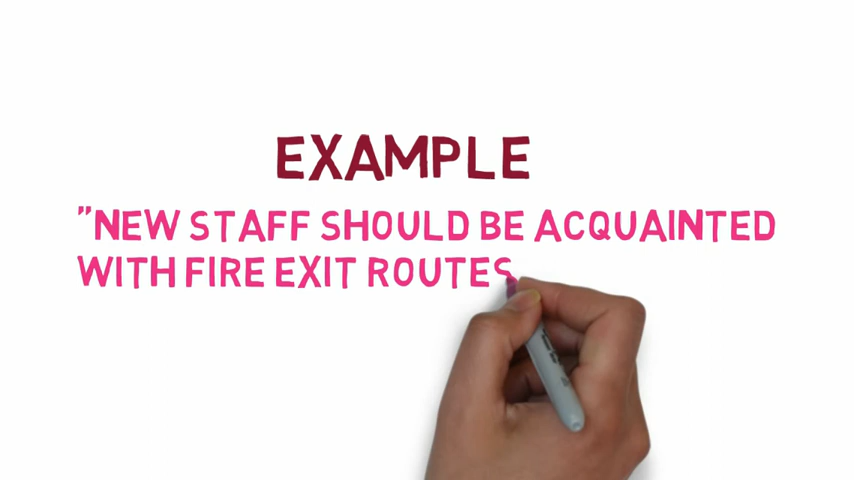 EXAMPLE
"NEW STAFF SHOULD BE ACQUAINTED
WITH FIRE EXIT ROUTES